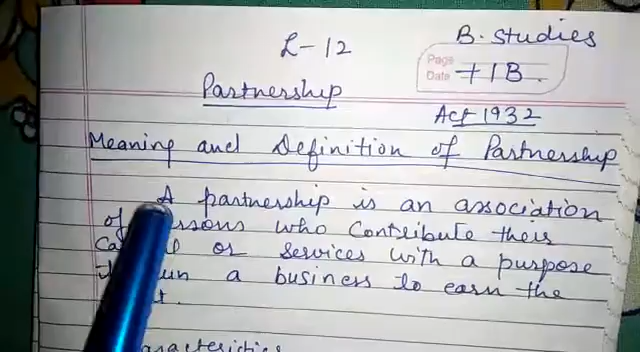 L-12
B. Studies
Page
Date +1B.
Partnership
Act 1932
Meaning and Definition of Partnership
A partnership is an association
of who Contribute their
or Services with a purpose
a business to earn the